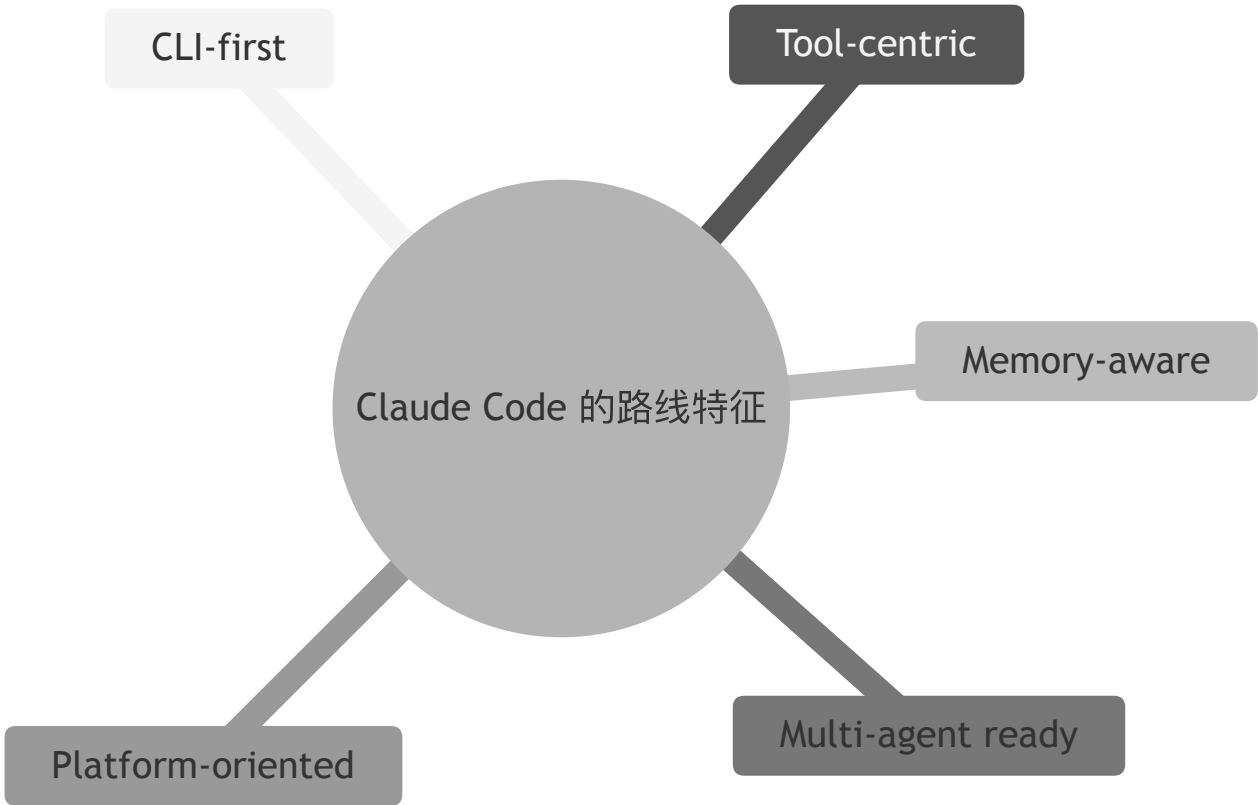 CLI-first
Tool-centric
Memory-aware
Claude Code 的路线特征
Multi-agent ready
Platform-oriented